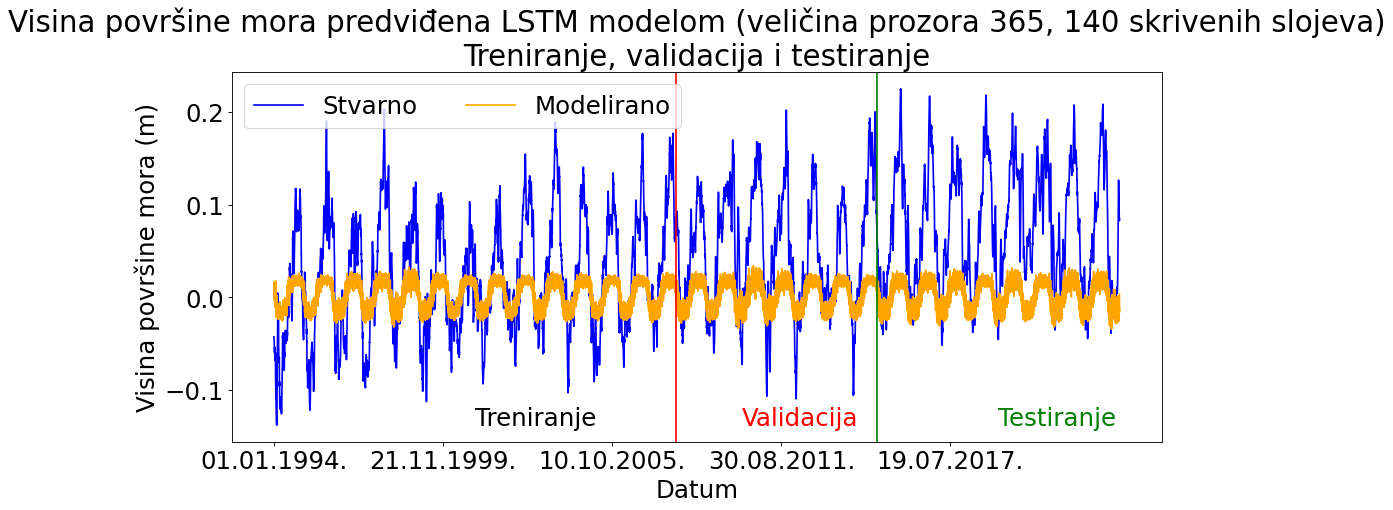 Visina površine mora predviđena LSTM modelom (veličina prozora 365, 140 skrivenih slojeva)
Treniranje, validacija i testiranje
Stvarno
Modelirano
Visina površine mora (m)
0.2
0.1
0.0
−0.1
Treniranje
Validacija
Testiranje
01.01.1994.
21.11.1999.
10.10.2005.
30.08.2011.
19.07.2017.
Datum